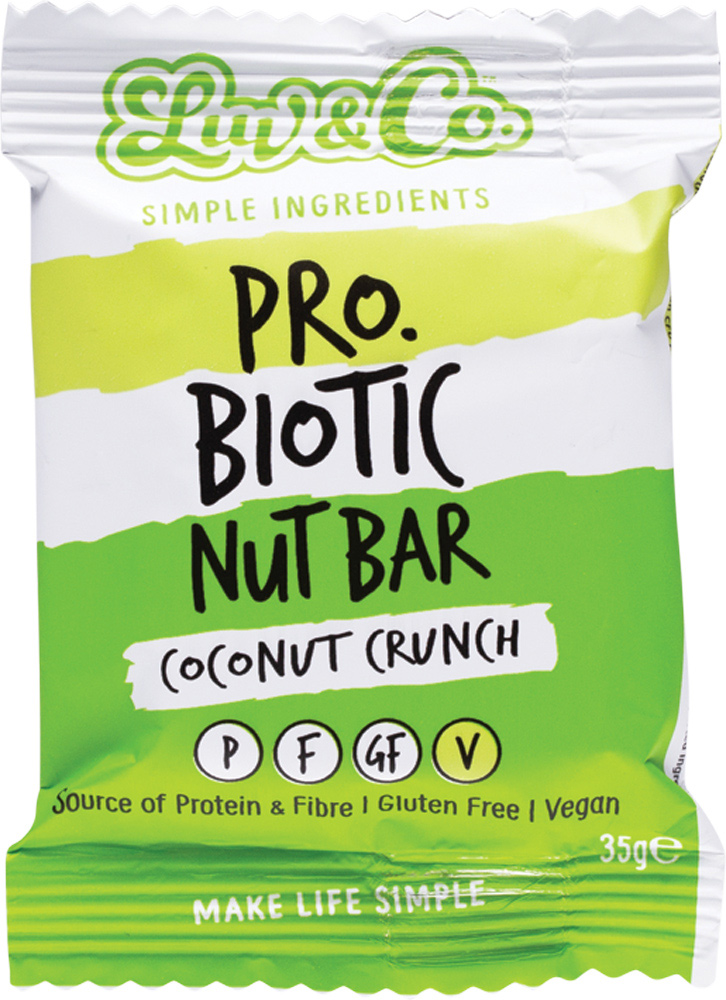 Luv&Co.™
SIMPLE INGREDIENTS
PRO.
BIOTIC
NUT BAR
COCONUT CRUNCH
P F GF V
Source of Protein & Fibre | Gluten Free | Vegan
35g℮
MAKE LIFE SIMPLE